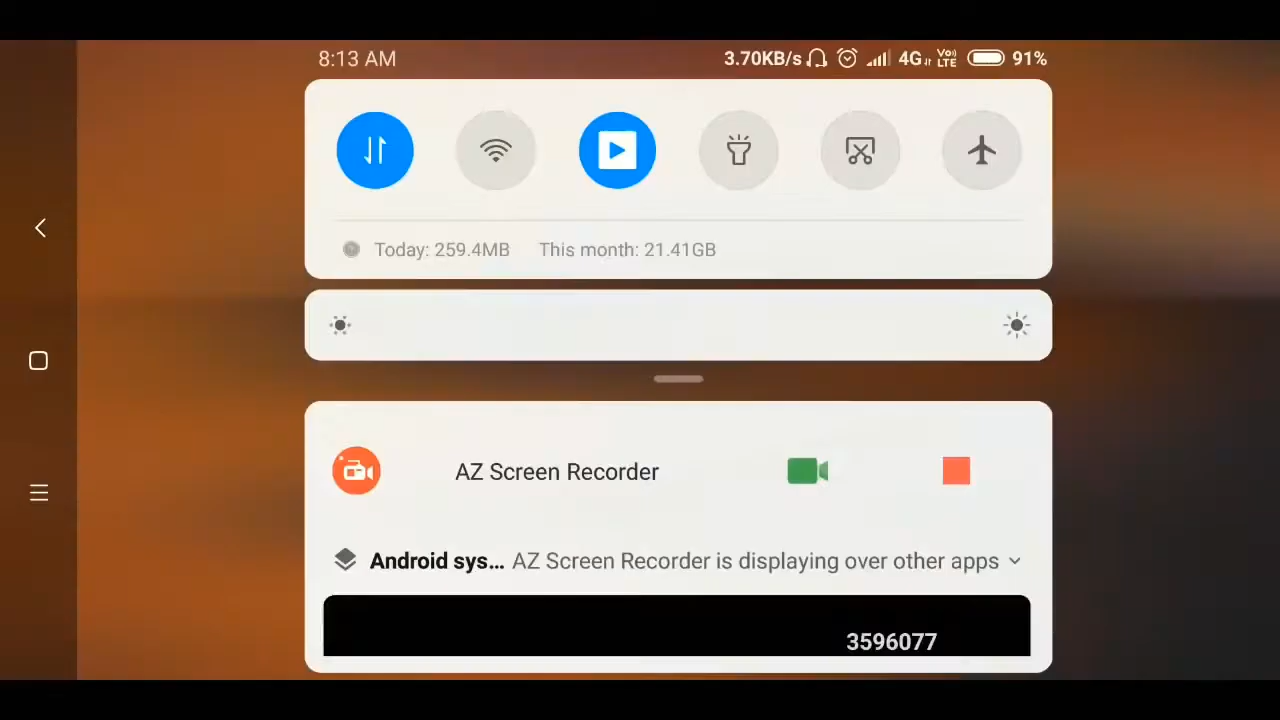 8:13 AM 3.70KB/s 4G Vo)) LTE 91%
Today: 259.4MB This month: 21.41GB
AZ Screen Recorder
Android sys... AZ Screen Recorder is displaying over other apps
3596077